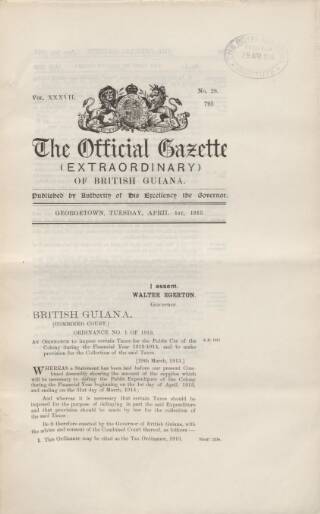 Vol. XXXVII.
No. 28.
785
The Official Gazette
(EXTRAORDINARY)
OF BRITISH GUIANA.
Published by Authority of His Excellency the Governor.
GEORGETOWN, TUESDAY, APRIL 1st, 1913
I assent.
WALTER EGERTON,
Governor.
BRITISH GUIANA.
[COMBINED COURT.]
ORDINANCE NO. 1 OF 1913.
AN ORDINANCE to impose certain Taxes for the Public Use of the
Colony during the Financial Year 1913-1914, and to make
provision for the Collection of the said Taxes.
[29th March, 1913.]
WHEREAS a Statement has been laid before our present Com-
bined Assembly showing the amount of the supplies which
will be necessary to defray the Public Expenditure of the Colony
during the Financial Year beginning on the 1st day of April, 1913,
and ending on the 31st day of March, 1914;
And whereas it is necessary that certain Taxes should be
imposed for the purpose of defraying in part the said Expenditure
and that provision should be made by law for the collection of
the said Taxes:
Be it therefore enacted by the Governor of British Guiana, with
the advice and consent of the Combined Court thereof, as follows:—
1. This Ordinance may be cited as the Tax Ordinance, 1913.
Short title.